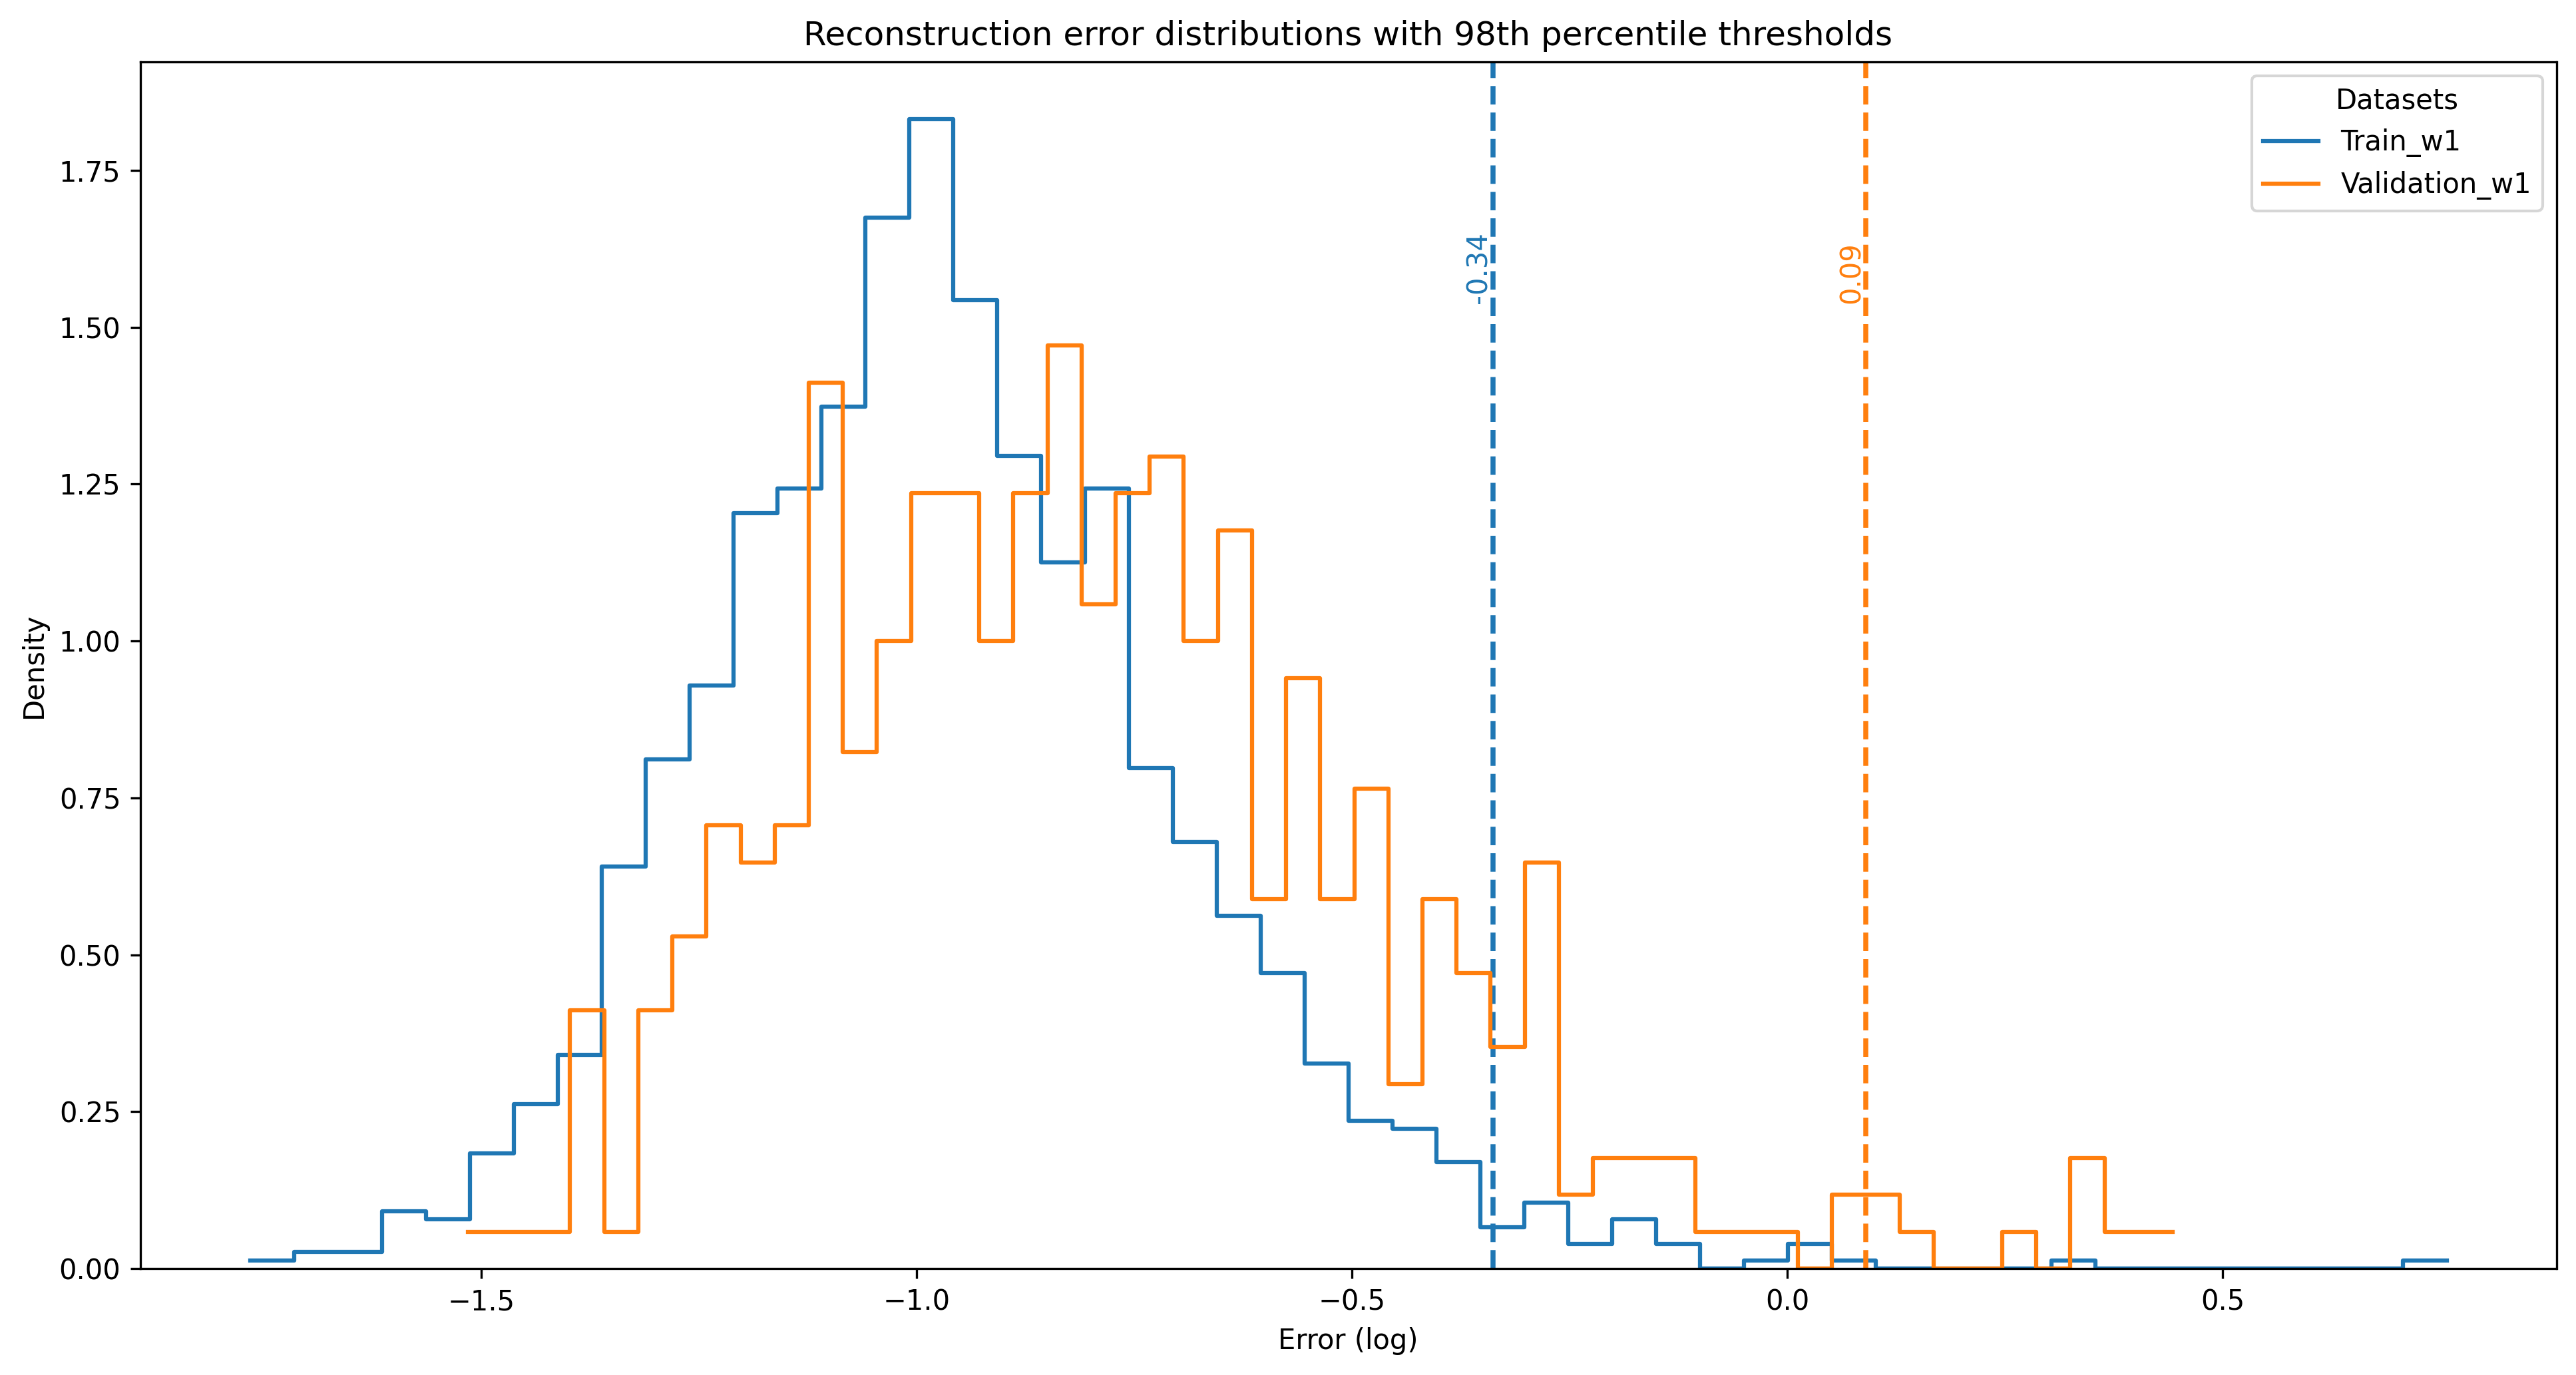 Reconstruction error distributions with 98th percentile thresholds
Datasets
Train_w1
Validation_w1
-0.34
0.09
1.75
1.50
1.25
1.00
0.75
0.50
0.25
0.00
Density
−1.5
−1.0
−0.5
0.0
0.5
Error (log)